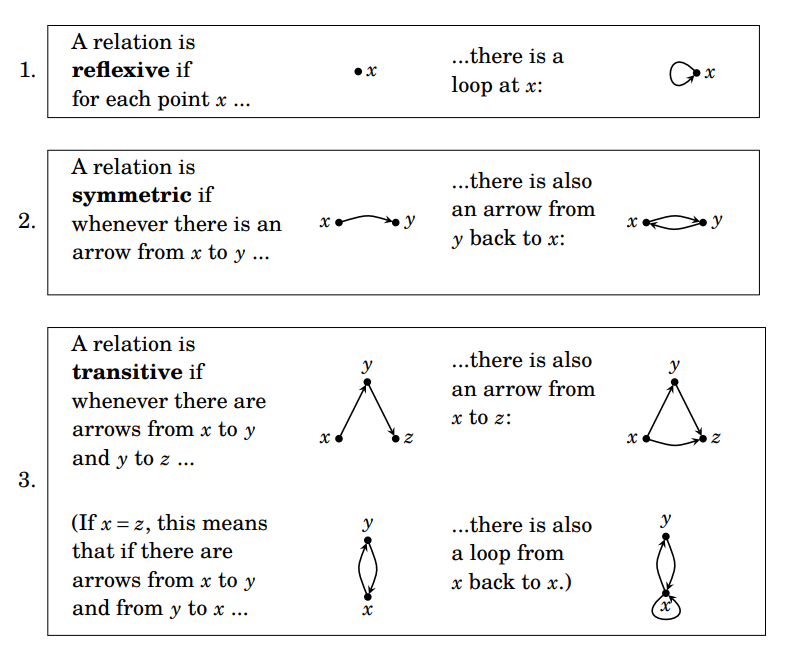 1.
A relation is
reflexive if
for each point x ...
x
...there is a
loop at x:
x
2.
A relation is
symmetric if
whenever there is an
arrow from x to y ...
x y
...there is also
an arrow from
y back to x:
x y
3.
A relation is
transitive if
whenever there are
arrows from x to y
and y to z ...
y
x z
...there is also
an arrow from
x to z:
y
x z
(If x = z, this means
that if there are
arrows from x to y
and from y to x ...
y
x
...there is also
a loop from
x back to x.)
y
x